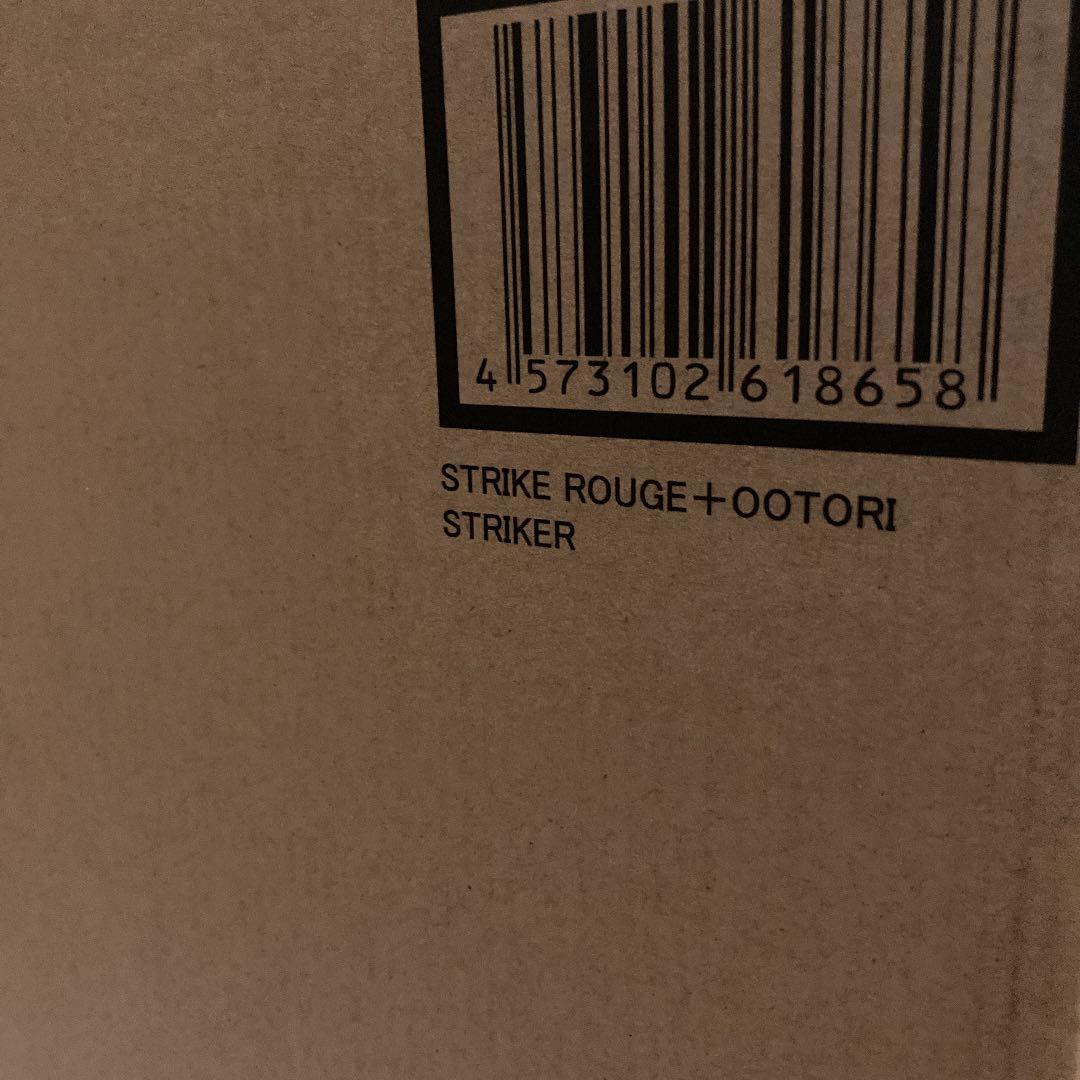 4 573102 618658
STRIKE ROUGE+OOTORI
STRIKER